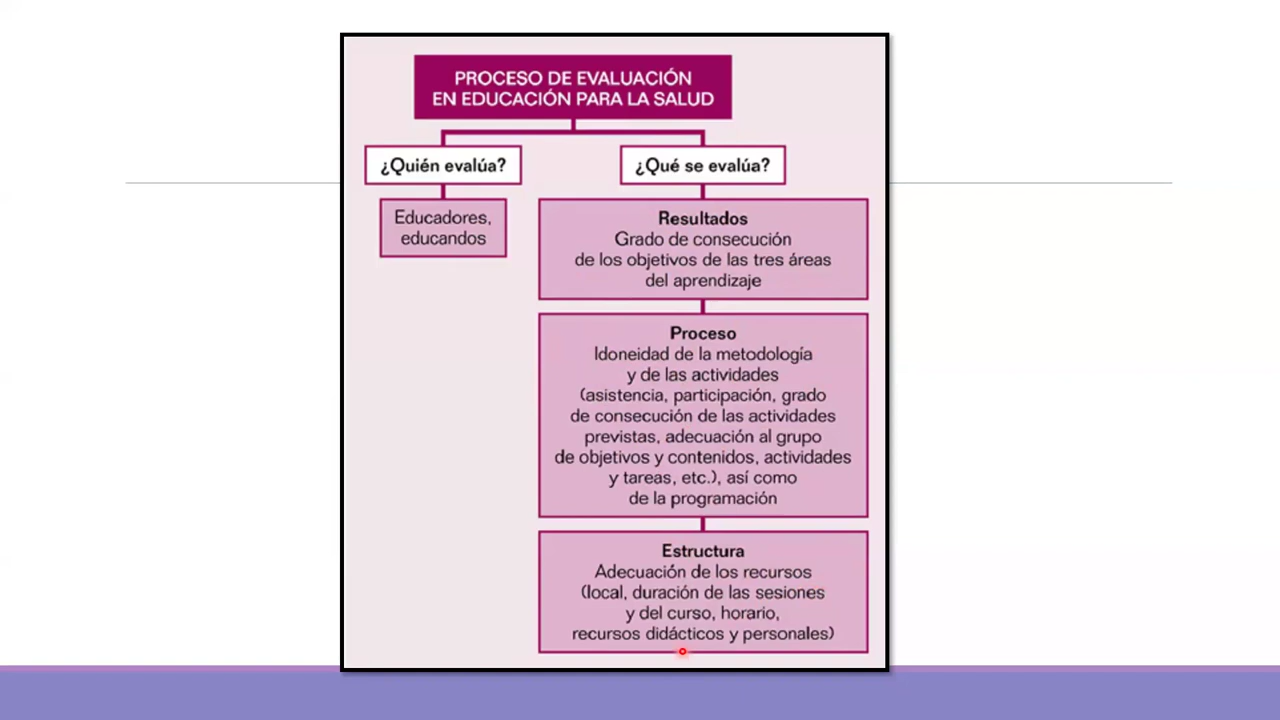 PROCESO DE EVALUACIÓN
EN EDUCACIÓN PARA LA SALUD
¿Quién evalúa?
Educadores,
educandos
¿Qué se evalúa?
Resultados
Grado de consecución
de los objetivos de las tres áreas
del aprendizaje
Proceso
Idoneidad de la metodología
y de las actividades
(asistencia, participación, grado
de consecución de las actividades
previstas, adecuación al grupo
de objetivos y contenidos, actividades
y tareas, etc.), así como
de la programación
Estructura
Adecuación de los recursos
(local, duración de las sesiones
y del curso, horario,
recursos didácticos y personales)